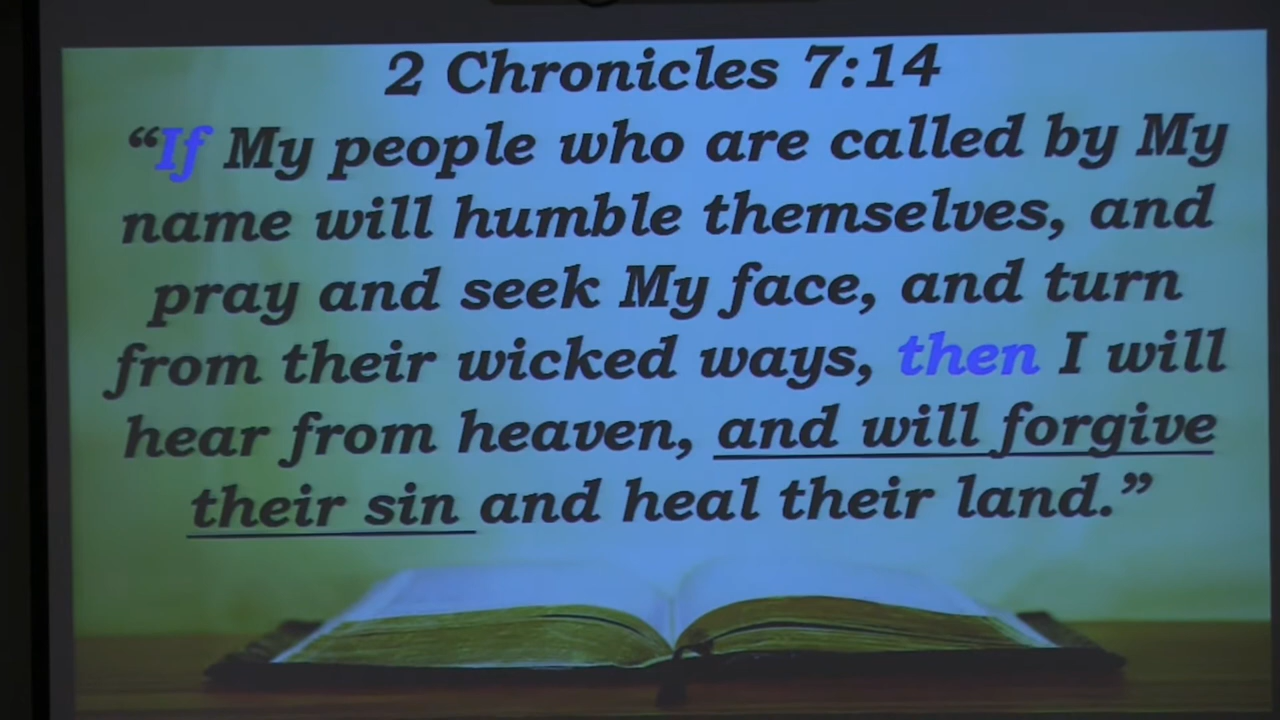 2 Chronicles 7:14
“If My people who are called by My
name will humble themselves, and
pray and seek My face, and turn
from their wicked ways, then I will
hear from heaven, and will forgive
their sin and heal their land.”